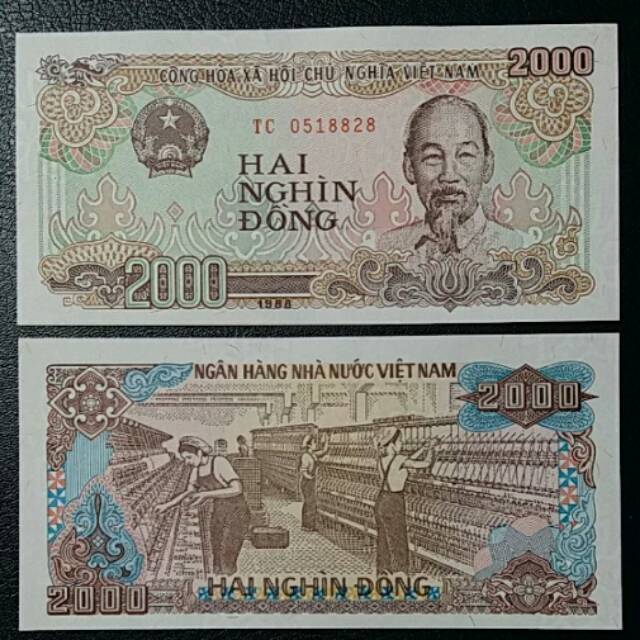 CỘNG HÒA XÃ HỘI CHỦ NGHĨA VIỆT NAM
2000
TC 0518828
HAI
NGHÌN
ĐỒNG
2000
1988
NGÂN HÀNG NHÀ NƯỚC VIỆT NAM
2000
HAI NGHÌN ĐỒNG
2000